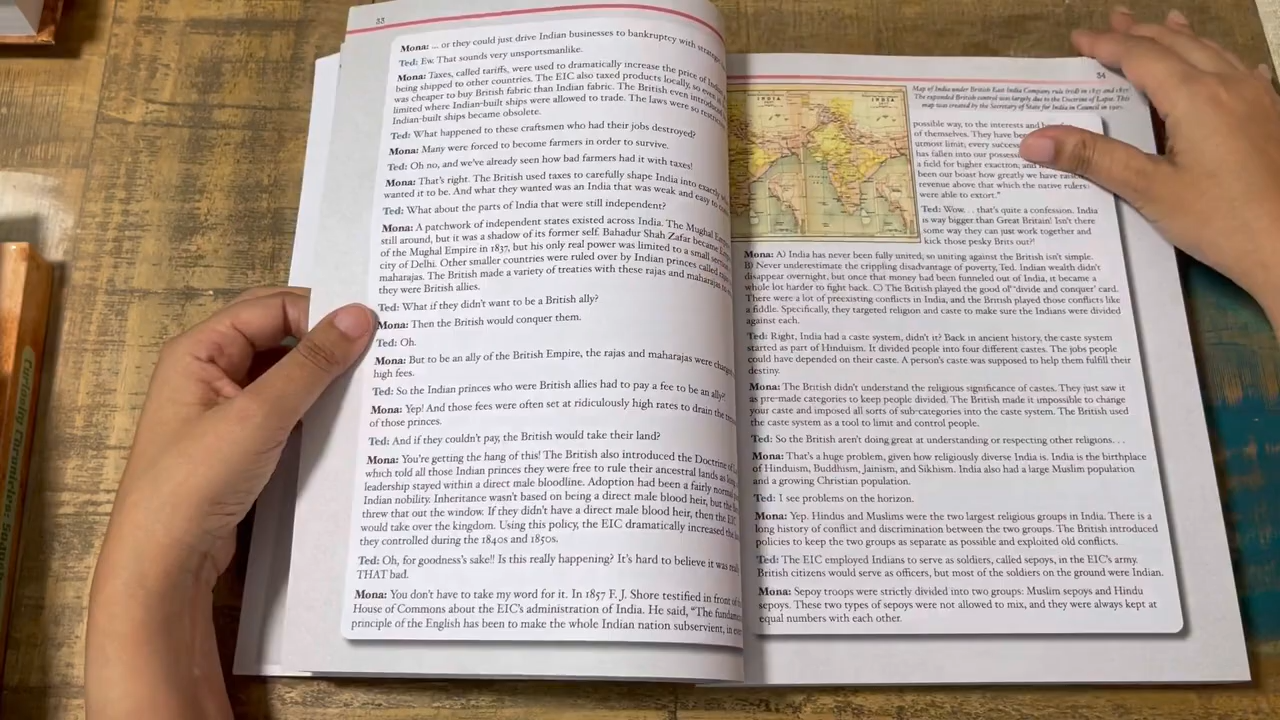 33
Mona: ... or they could just drive Indian businesses to bankruptcy with
Ted: Ew. That sounds very unsportsmanlike.
Mona: Taxes, called tariffs, were used to dramatically increase the price of
being shipped to other countries. The EIC also taxed products locally, so
was cheaper to buy British fabric than Indian fabric. The British even
limited where Indian-built ships were allowed to trade. The laws were so
Indian-built ships became obsolete.
Ted: What happened to these craftsmen who had their jobs destroyed?
Mona: Many were forced to become farmers in order to survive.
Ted: Oh no, and we've already seen how bad farmers had it with taxes!
Mona: That's right. The British used taxes to carefully shape India into
wanted it to be. And what they wanted was an India that was weak and easy to
Ted: What about the parts of India that were still independent?
Mona: A patchwork of independent states existed across India. The Mughal
still around, but it was a shadow of its former self. Bahadur Shah Zafar became
of the Mughal Empire in 1837, but his only real power was limited to a small
city of Delhi. Other smaller countries were ruled over by Indian princes called
maharajas. The British made a variety of treaties with these rajas and maharajas
they were British allies.
Ted: What if they didn't want to be a British ally?
Mona: Then the British would conquer them.
Ted: Oh.
Mona: But to be an ally of the British Empire, the rajas and maharajas were
high fees.
Ted: So the Indian princes who were British allies had to pay a fee to be an ally?
Mona: Yep! And those fees were often set at ridiculously high rates to drain the
of those princes.
Ted: And if they couldn't pay, the British would take their land?
Mona: You're getting the hang of this! The British also introduced the Doctrine of
which told all those Indian princes they were free to rule their ancestral lands as
leadership stayed within a direct male bloodline. Adoption had been a fairly normal
Indian nobility. Inheritance wasn't based on being a direct male blood heir, but the
threw that out the window. If they didn't have a direct male blood heir, then the EIC
would take over the kingdom. Using this policy, the EIC dramatically increased the
they controlled during the 1840s and 1850s.
Ted: Oh, for goodness's sake!! Is this really happening? It's hard to believe it was
THAT bad.
Mona: You don't have to take my word for it. In 1857 F. J. Shore testified in front of
House of Commons about the EIC's administration of India. He said, "The
principle of the English has been to make the whole Indian nation subservient, in
34
Map of India under British East India Company rule (red) in 1835 and 1857.
The expanded British control was largely due to the Doctrine of Lapse. This
map was created by the Secretary of State for India in Council in
INDIA
INDIA
possible way, to the interests and
of themselves. They have
utmost limit; every
has fallen into our
a field for higher exaction, and
been our boast how greatly we have
revenue above that which the native rulers
were able to extort."
Ted: Wow. . . that's quite a confession. India
is way bigger than Great Britain! Isn't there
some way they can just work together and
kick those pesky Brits out?!
Mona: A) India has never been fully united, so uniting against the British isn't simple.
B) Never underestimate the crippling disadvantage of poverty, Ted. Indian wealth didn't
disappear overnight, but once that money had been funneled out of India, it became a
whole lot harder to fight back. C) The British played the good ol' "divide and conquer" card.
There were a lot of preexisting conflicts in India, and the British played those conflicts like
a fiddle. Specifically, they targeted religion and caste to make sure the Indians were divided
against each.
Ted: Right, India had a caste system, didn't it? Back in ancient history, the caste system
started as part of Hinduism. It divided people into four different castes. The jobs people
could have depended on their caste. A person's caste was supposed to help them fulfill their
destiny.
Mona: The British didn't understand the religious significance of castes. They just saw it
as pre-made categories to keep people divided. The British made it impossible to change
your caste and imposed all sorts of sub-categories into the caste system. The British used
the caste system as a tool to limit and control people.
Ted: So the British aren't doing great at understanding or respecting other religions. . .
Mona: That's a huge problem, given how religiously diverse India is. India is the birthplace
of Hinduism, Buddhism, Jainism, and Sikhism. India also had a large Muslim population
and a growing Christian population.
Ted: I see problems on the horizon.
Mona: Yep. Hindus and Muslims were the two largest religious groups in India. There is a
long history of conflict and discrimination between the two groups. The British introduced
policies to keep the two groups as separate as possible and exploited old conflicts.
Ted: The EIC employed Indians to serve as soldiers, called sepoys, in the EIC's army.
British citizens would serve as officers, but most of the soldiers on the ground were Indian.
Mona: Sepoy troops were strictly divided into two groups: Muslim sepoys and Hindu
sepoys. These two types of sepoys were not allowed to mix, and they were always kept at
equal numbers with each other.
Curiosity Chronicles: